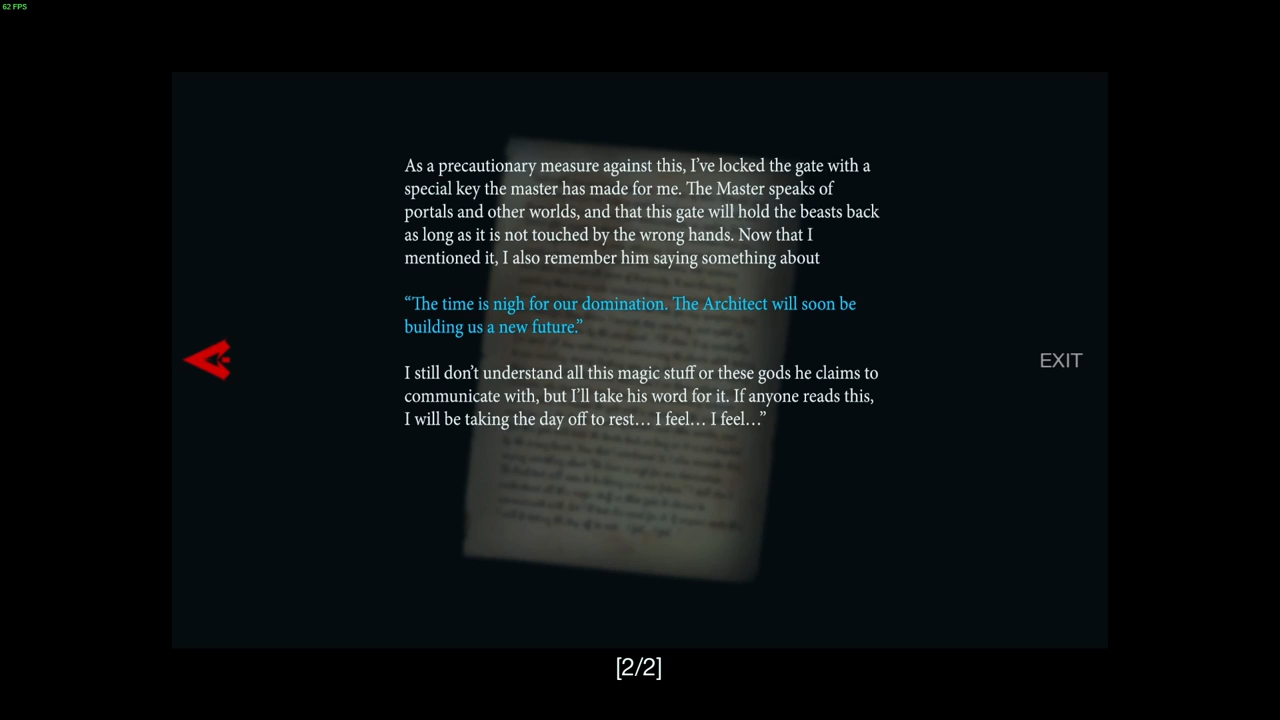 62 FPS
As a precautionary measure against this, I've locked the gate with a
special key the master has made for me. The Master speaks of
portals and other worlds, and that this gate will hold the beasts back
as long as it is not touched by the wrong hands. Now that I
mentioned it, I also remember him saying something about
“The time is nigh for our domination. The Architect will soon be
building us a new future.”
I still don't understand all this magic stuff or these gods he claims to
communicate with, but I'll take his word for it. If anyone reads this,
I will be taking the day off to rest… I feel… I feel…”
EXIT
[2/2]